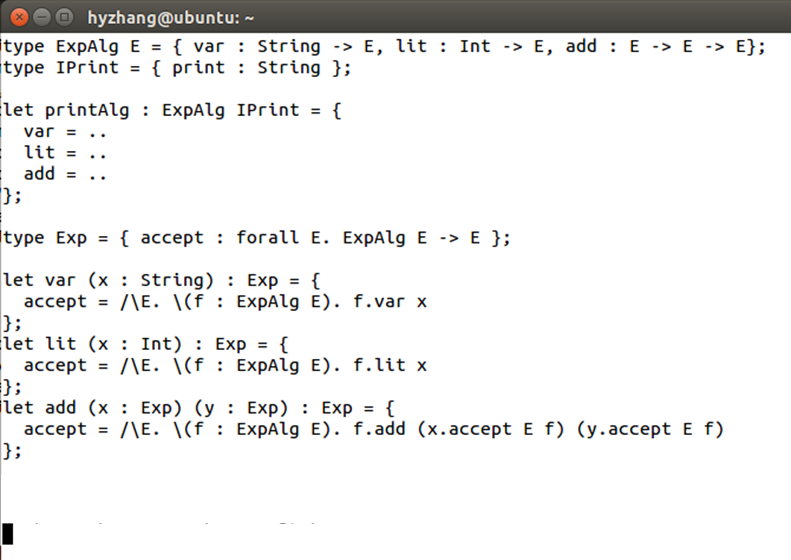 hyzhang@ubuntu: ~
type ExpAlg E = { var : String -> E, lit : Int -> E, add : E -> E -> E};
type IPrint = { print : String };
let printAlg : ExpAlg IPrint = {
  var = ..
  lit = ..
  add = ..
};
type Exp = { accept : forall E. ExpAlg E -> E };
let var (x : String) : Exp = {
  accept = /\E. \(f : ExpAlg E). f.var x
};
let lit (x : Int) : Exp = {
  accept = /\E. \(f : ExpAlg E). f.lit x
};
let add (x : Exp) (y : Exp) : Exp = {
  accept = /\E. \(f : ExpAlg E). f.add (x.accept E f) (y.accept E f)
};